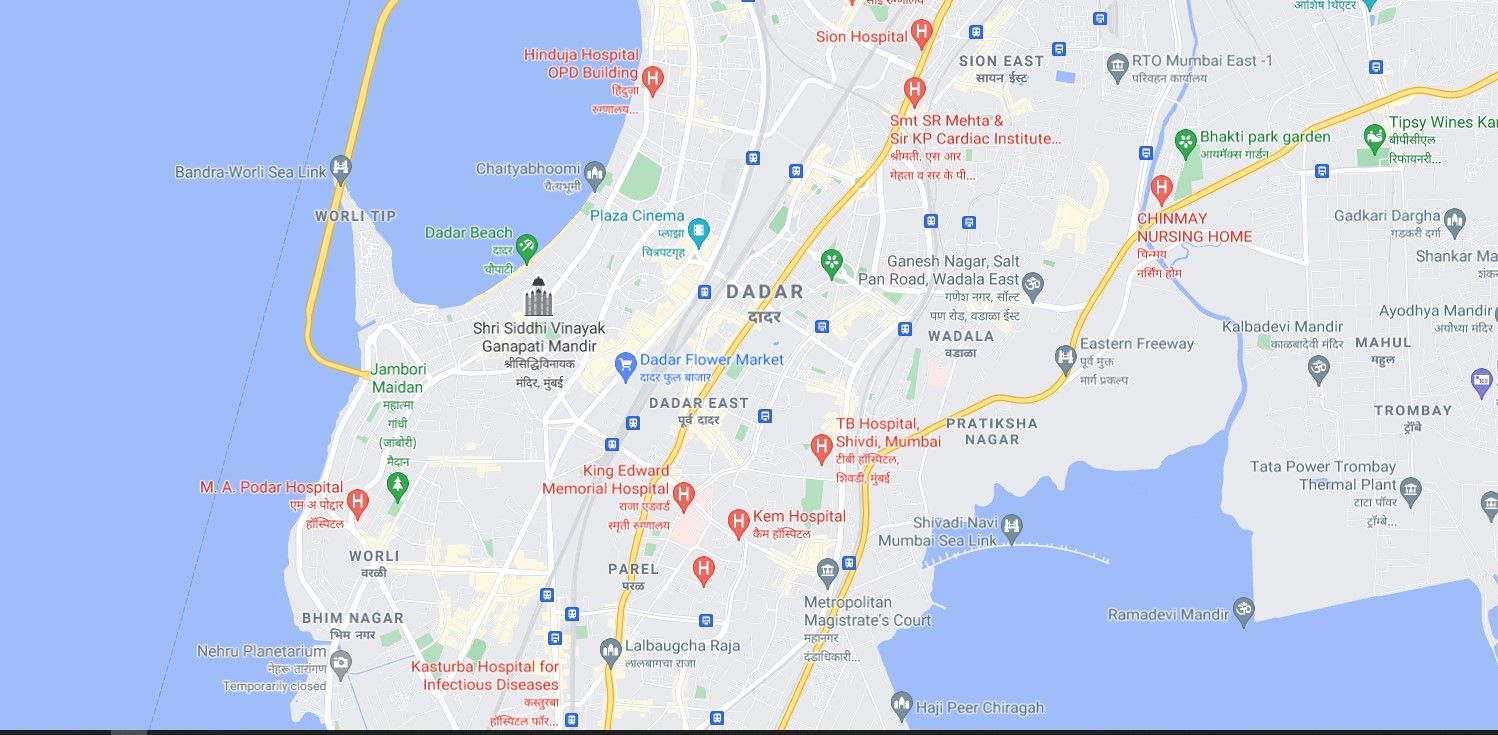 साई रुग्णालय
आशिष थिएटर
Sion Hospital
Hinduja Hospital
OPD Building
हिंदुजा
रुग्णालय...
SION EAST
सायन ईस्ट
RTO Mumbai East -1
परिवहन कार्यालय
Smt SR Mehta &
Sir KP Cardiac Institute...
श्रीमती. एस आर
मेहता व सर के पी...
Bhakti park garden
आयमॅक्स गार्डन
Tipsy Wines Kar
बीपीसीएल
रिफायनरी...
Bandra-Worli Sea Link
Chaityabhoomi
चैत्यभूमी
WORLI TIP
Plaza Cinema
प्लाझा
चित्रपटगृह
Dadar Beach
दादर
चौपाटी
CHINMAY
NURSING HOME
चिन्मय
नर्सिंग होम
Gadkari Dargha
गडकरी दर्गा
Shankar Ma
शंक
Ganesh Nagar, Salt
Pan Road, Wadala East
गणेश नगर, सॉल्ट
पण रोड, वडाळा ईस्ट
DADAR
दादर
Shri Siddhi Vinayak
Ganapati Mandir
श्रीसिद्धिविनायक
मंदिर, मुंबई
Ayodhya Mandir
अयोध्या मंदिर
Kalbadevi Mandir
काळबादेवी मंदिर
MAHUL
महुल
WADALA
वडाळा
Eastern Freeway
पूर्व मुक्त
मार्ग प्रकल्प
Dadar Flower Market
दादर फुल बाजार
Jambori
Maidan
महात्मा
गांधी
(जांबोरी)
मैदान
DADAR EAST
पूर्व दादर
TROMBAY
ट्रॉंबे
TB Hospital,
Shivdi, Mumbai
टीबी हॉस्पिटल,
शिवडी, मुंबई
PRATIKSHA
NAGAR
King Edward
Memorial Hospital
राजा एडवर्ड
स्मृती रुग्णालय
Tata Power Trombay
Thermal Plant
टाटा पॉवर
ट्रॉम्बे...
M. A. Podar Hospital
एम अ पोद्दार
हॉस्पिटल
Kem Hospital
कैम हॉस्पिटल
Shivadi Navi
Mumbai Sea Link
WORLI
वरळी
PAREL
परळ
Metropolitan
Magistrate's Court
महानगर
दंडाधिकारी...
Ramadevi Mandir
BHIM NAGAR
भिम नगर
Nehru Planetarium
नेहरू तारांगण
Temporarily closed
Lalbaugcha Raja
लालबागचा राजा
Kasturba Hospital for
Infectious Diseases
कस्तुरबा
हॉस्पिटल फॉर...
Haji Peer Chiragah